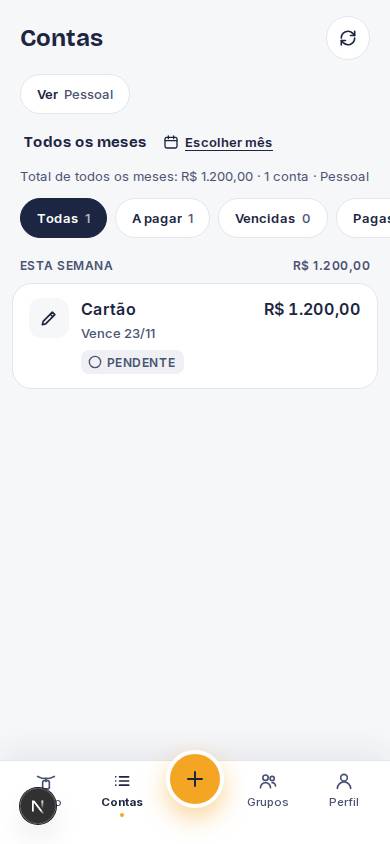 Contas
Ver Pessoal
Todos os meses Escolher mês
Total de todos os meses: R$ 1.200,00 · 1 conta · Pessoal
Todas 1 A pagar 1 Vencidas 0 Pagas
ESTA SEMANA R$ 1.200,00
Cartão R$ 1.200,00
Vence 23/11
PENDENTE
Contas Grupos Perfil